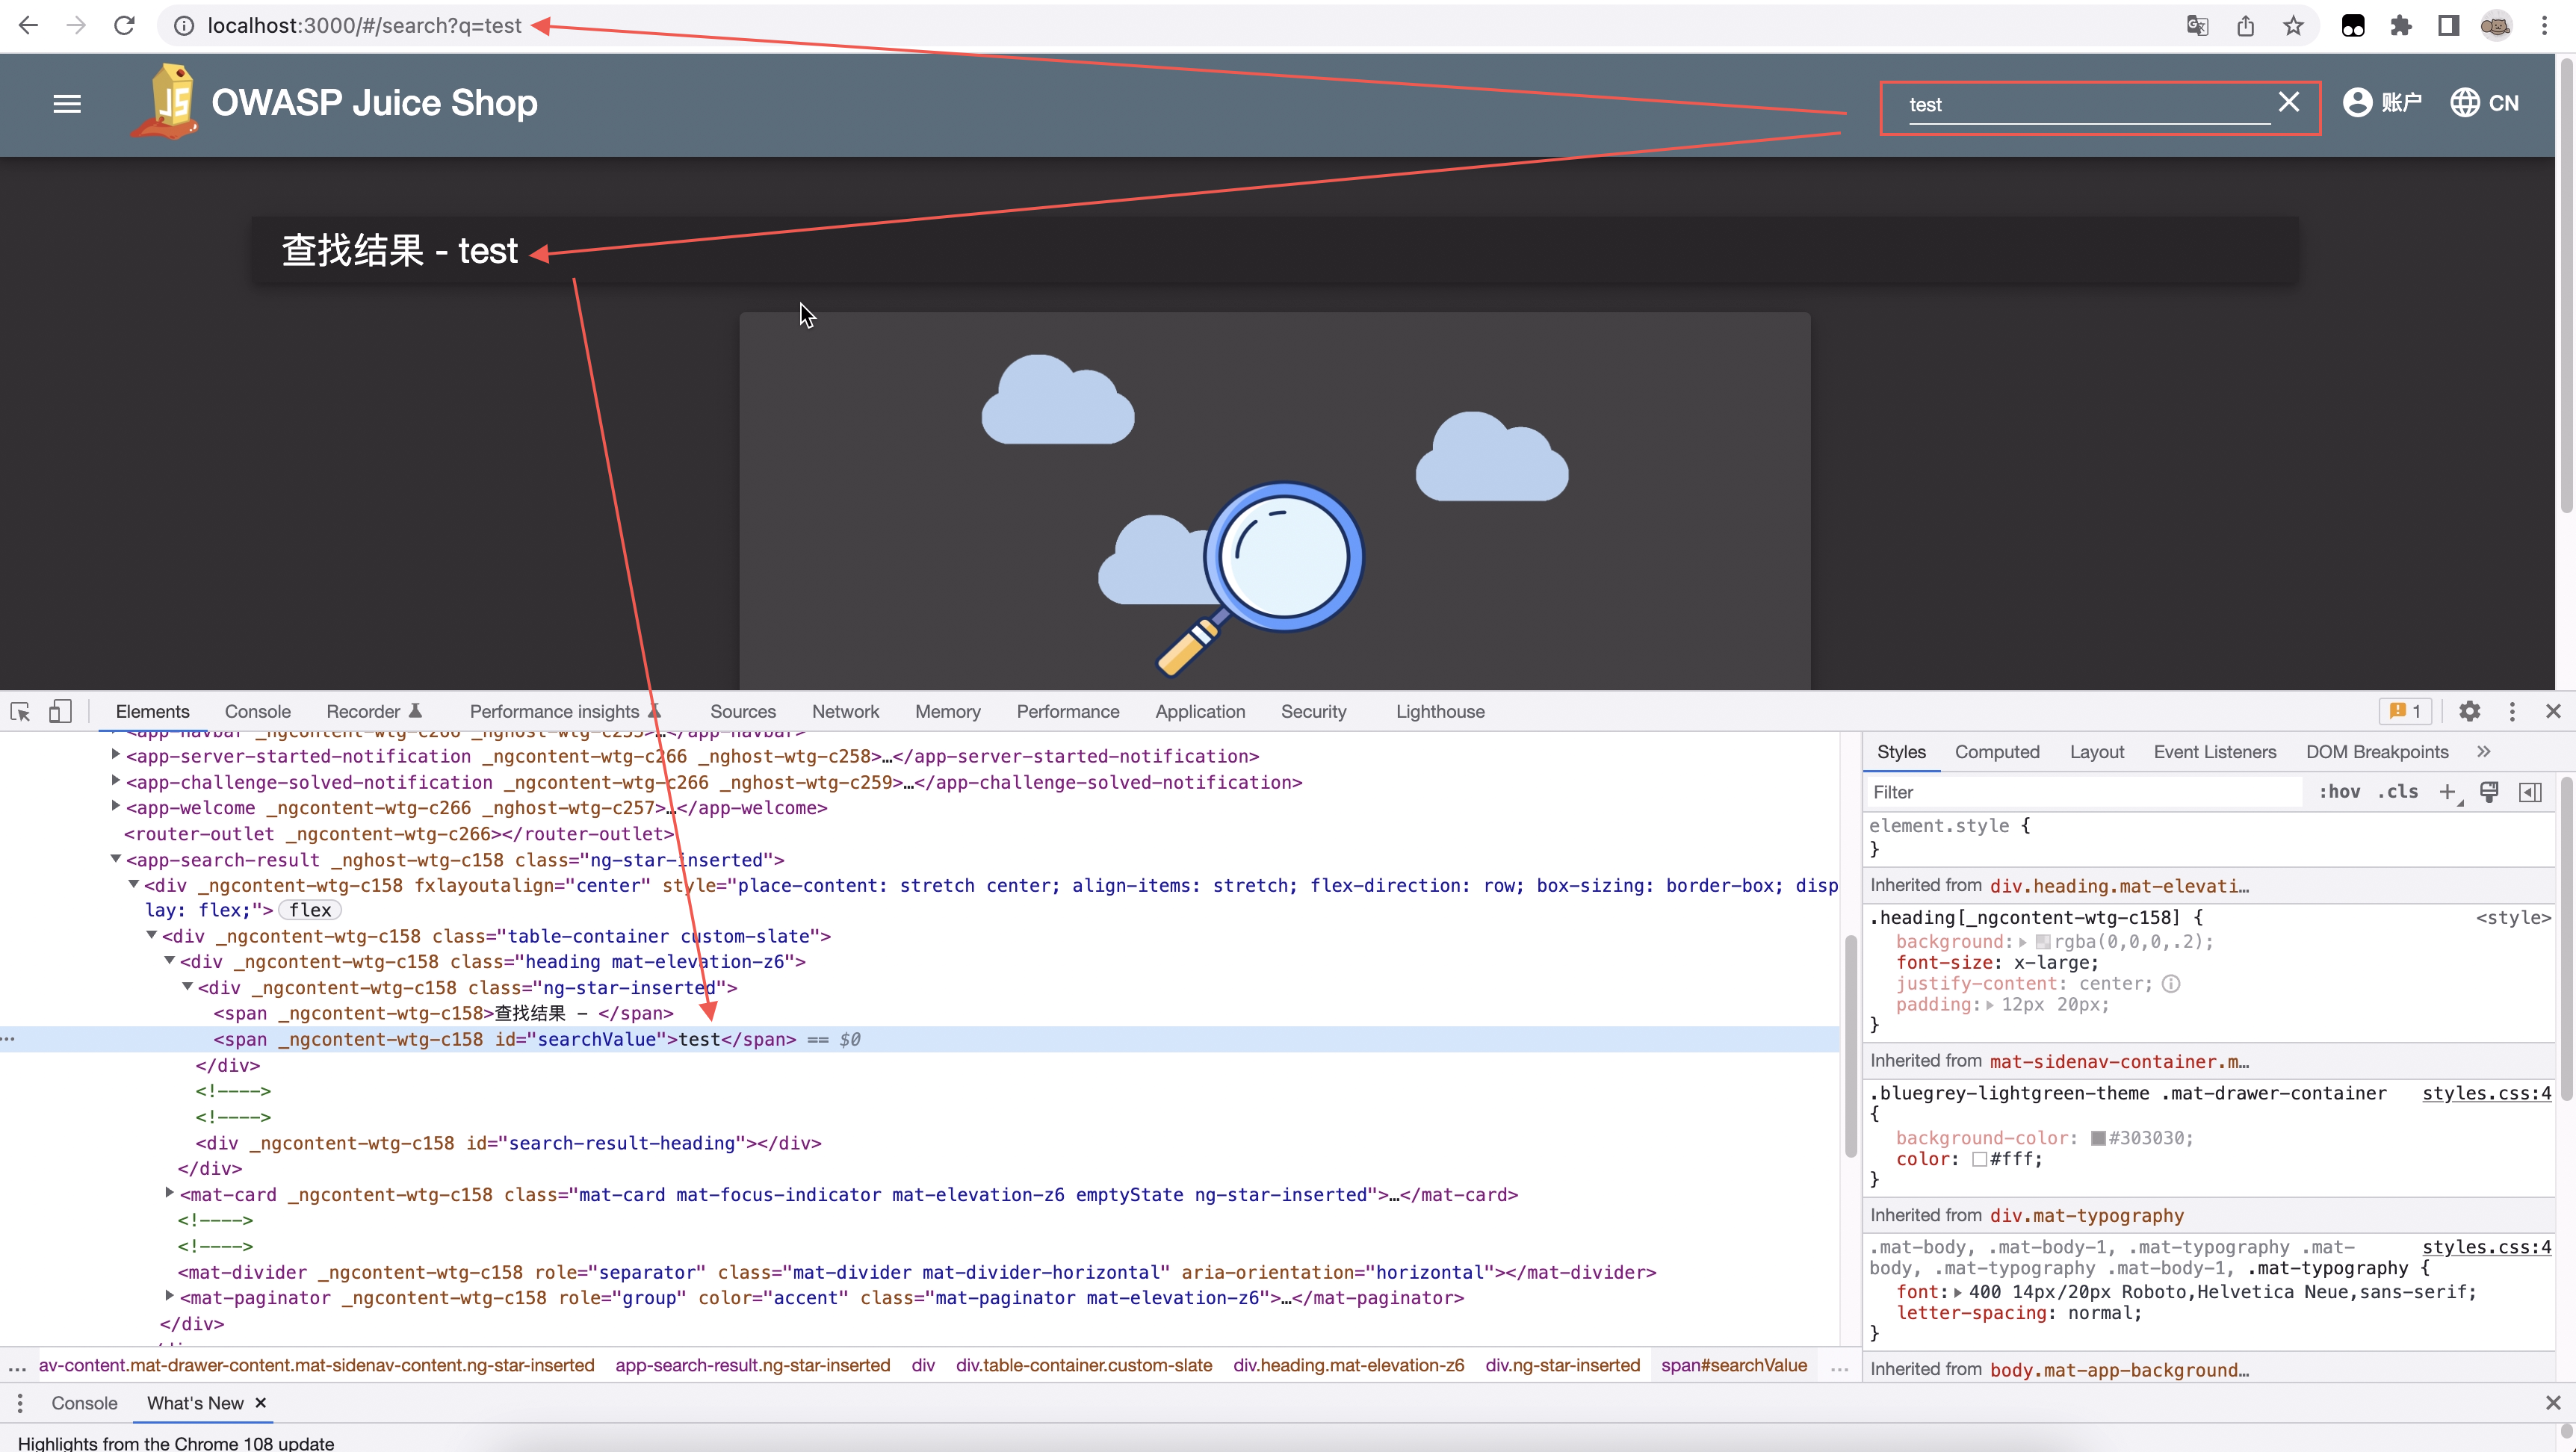 localhost:3000/#/search?q=test
JS
OWASP Juice Shop
test
账户
CN
查找结果 - test
Elements Console Recorder Performance insights Sources Network Memory Performance Application Security Lighthouse 1
<app-navbar _ngcontent-wtg-c266 _nghost-wtg-c255>…</app-navbar>
<app-server-started-notification _ngcontent-wtg-c266 _nghost-wtg-c258>…</app-server-started-notification>
<app-challenge-solved-notification _ngcontent-wtg-c266 _nghost-wtg-c259>…</app-challenge-solved-notification>
<app-welcome _ngcontent-wtg-c266 _nghost-wtg-c257>…</app-welcome>
<router-outlet _ngcontent-wtg-c266></router-outlet>
<app-search-result _nghost-wtg-c158 class="ng-star-inserted">
<div _ngcontent-wtg-c158 fxlayoutalign="center" style="place-content: stretch center; align-items: stretch; flex-direction: row; box-sizing: border-box; disp
lay: flex;"> flex
<div _ngcontent-wtg-c158 class="table-container custom-slate">
<div _ngcontent-wtg-c158 class="heading mat-elevation-z6">
<div _ngcontent-wtg-c158 class="ng-star-inserted">
<span _ngcontent-wtg-c158>查找结果 - </span>
… <span _ngcontent-wtg-c158 id="searchValue">test</span> == $0
</div>
<!---->
<!---->
<div _ngcontent-wtg-c158 id="search-result-heading"></div>
</div>
<mat-card _ngcontent-wtg-c158 class="mat-card mat-focus-indicator mat-elevation-z6 emptyState ng-star-inserted">…</mat-card>
<!---->
<!---->
<mat-divider _ngcontent-wtg-c158 role="separator" class="mat-divider mat-divider-horizontal" aria-orientation="horizontal"></mat-divider>
<mat-paginator _ngcontent-wtg-c158 role="group" color="accent" class="mat-paginator mat-elevation-z6">…</mat-paginator>
</div>
… av-content.mat-drawer-content.mat-sidenav-content.ng-star-inserted app-search-result.ng-star-inserted div div.table-container.custom-slate div.heading.mat-elevation-z6 div.ng-star-inserted span#searchValue …
Styles Computed Layout Event Listeners DOM Breakpoints »
Filter :hov .cls +
element.style {
}
Inherited from div.heading.mat-elevati…
.heading[_ngcontent-wtg-c158] { <style>
background: rgba(0,0,0,.2);
font-size: x-large;
justify-content: center;
padding: 12px 20px;
}
Inherited from mat-sidenav-container.m…
.bluegrey-lightgreen-theme .mat-drawer-container styles.css:4
{
background-color: #303030;
color: #fff;
}
Inherited from div.mat-typography
.mat-body, .mat-body-1, .mat-typography .mat- styles.css:4
body, .mat-typography .mat-body-1, .mat-typography {
font: 400 14px/20px Roboto,Helvetica Neue,sans-serif;
letter-spacing: normal;
}
Inherited from body.mat-app-background…
Console What's New ×
Highlights from the Chrome 108 update